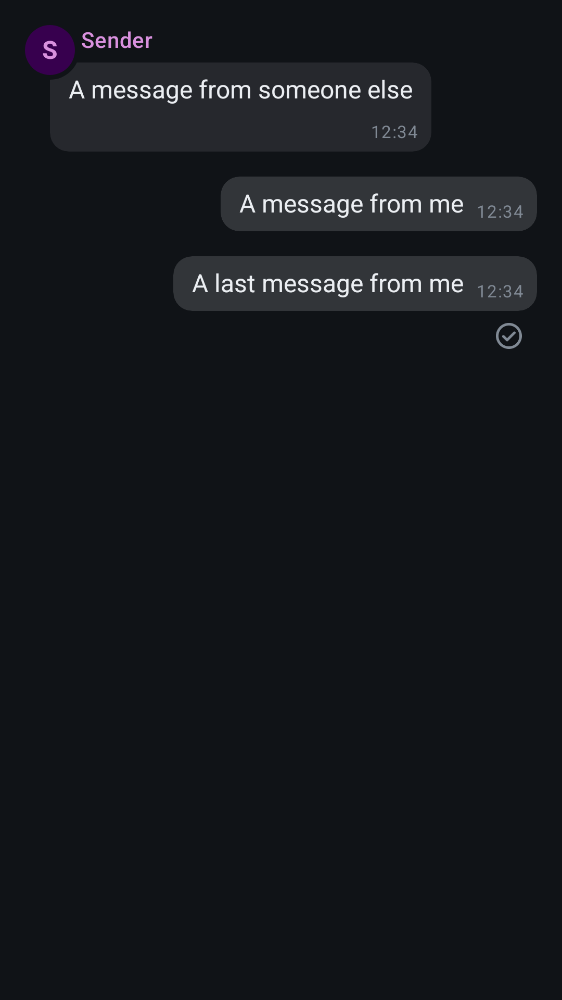 S
Sender
A message from someone else
12:34
A message from me 12:34
A last message from me 12:34